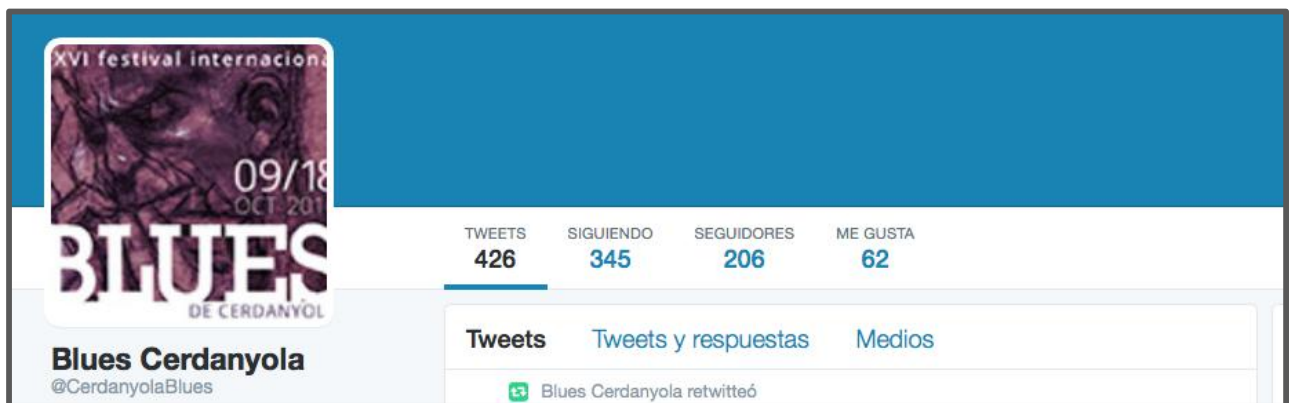 XVI festival internaciona
09/18
OCT 201
BLUES
DE CERDANYOL
TWEETS SIGUIENDO SEGUIDORES ME GUSTA
426 345 206 62
Blues Cerdanyola
@CerdanyolaBlues
Tweets Tweets y respuestas Medios
Blues Cerdanyola retwitteó